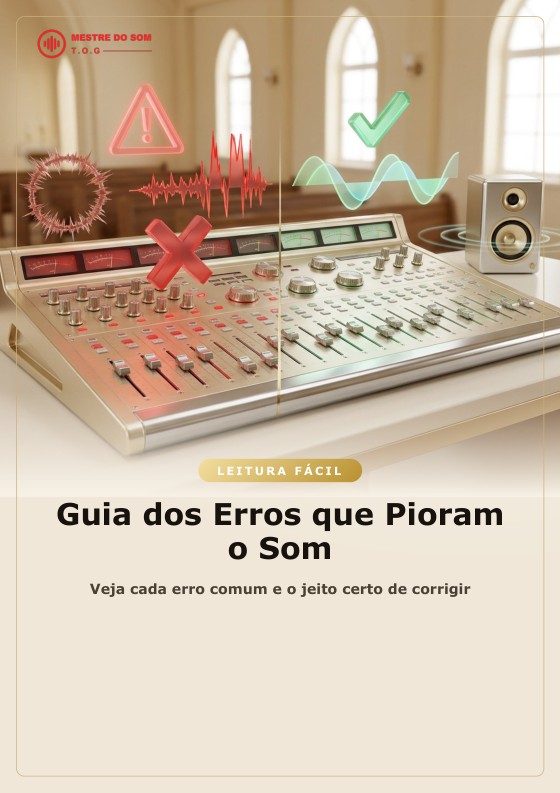 MESTRE DO SOM
T.O.G
LEITURA FÁCIL
Guia dos Erros que Pioram
o Som
Veja cada erro comum e o jeito certo de corrigir